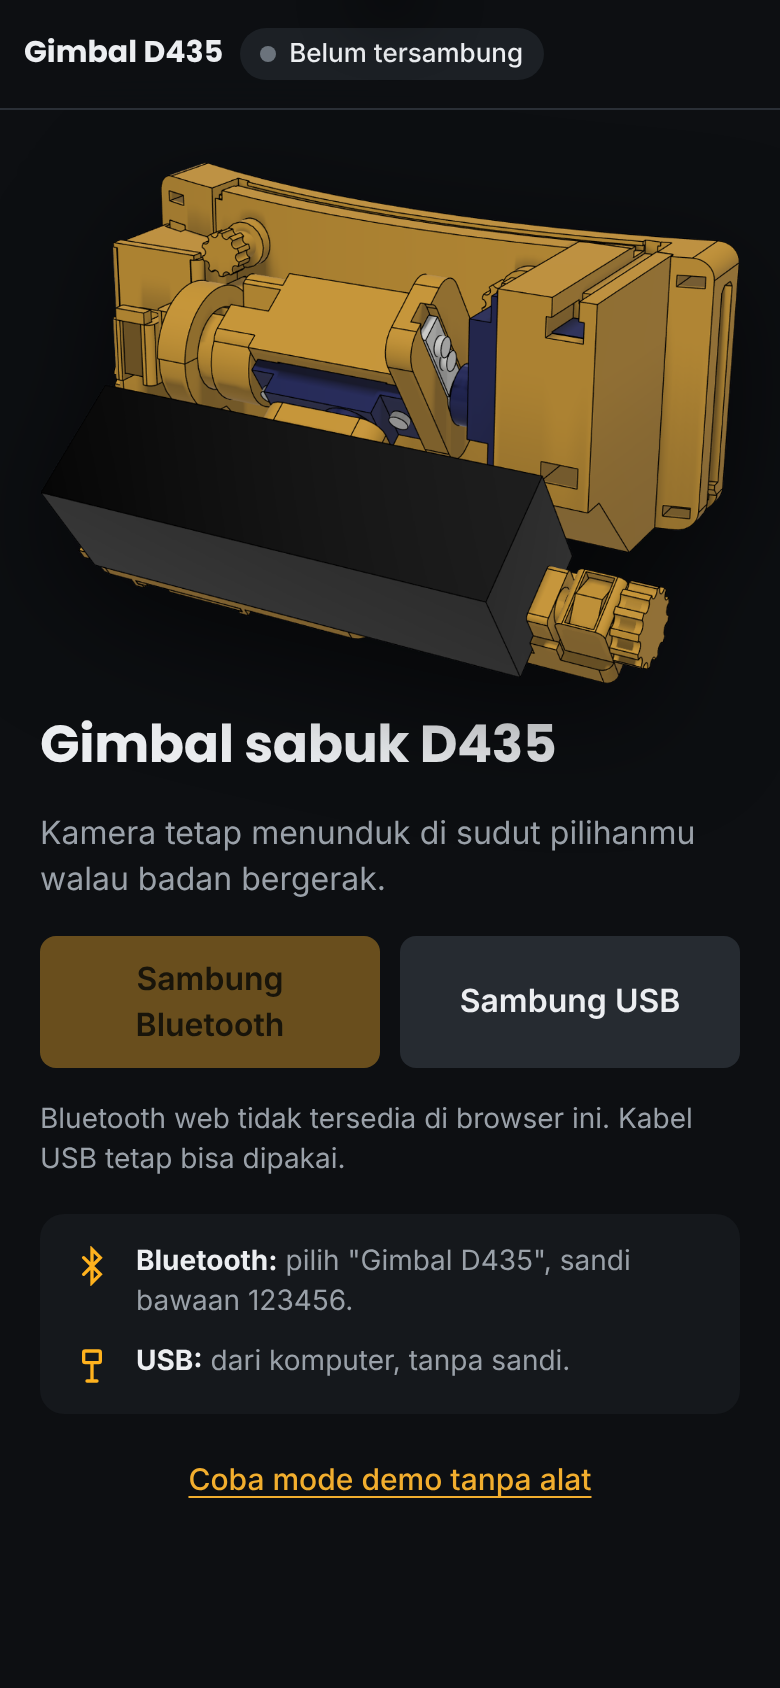 Gimbal D435
Belum tersambung
Gimbal sabuk D435
Kamera tetap menunduk di sudut pilihanmu
walau badan bergerak.
Sambung
Bluetooth
Sambung USB
Bluetooth web tidak tersedia di browser ini. Kabel
USB tetap bisa dipakai.
Bluetooth: pilih "Gimbal D435", sandi
bawaan 123456.
USB: dari komputer, tanpa sandi.
Coba mode demo tanpa alat